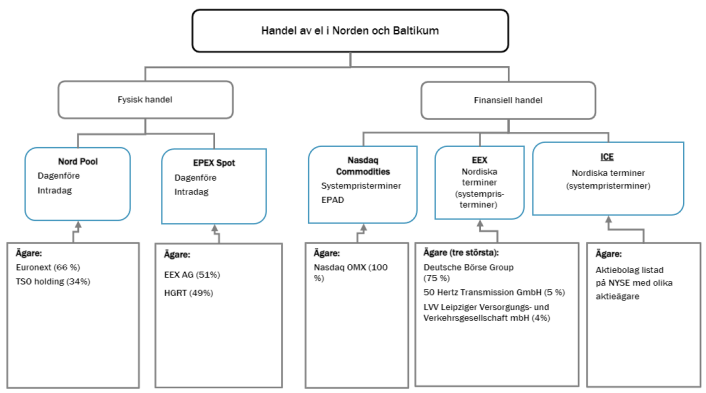 Handel av el i Norden och Baltikum
Fysisk handel
Finansiell handel
Nord Pool
Dagenföre
Intradag
EPEX Spot
Dagenföre
Intradag
Nasdaq
Commodities
Systempristerminer
EPAD
EEX
Nordiska
terminer
(systempris-
terminer)
ICE
Nordiska terminer
(systempristerminer)
Ägare:
Euronext (66 %)
TSO holding (34%)
Ägare:
EEX AG (51%)
HGRT (49%)
Ägare:
Nasdaq OMX (100
%)
Ägare (tre största):
Deutsche Börse Group
(75 %)
50 Hertz Transmission GmbH (5 %)
LVV Leipziger Versorgungs- und
Verkehrsgesellschaft mbH (4%)
Ägare:
Aktiebolag listad
på NYSE med olika
aktieägare